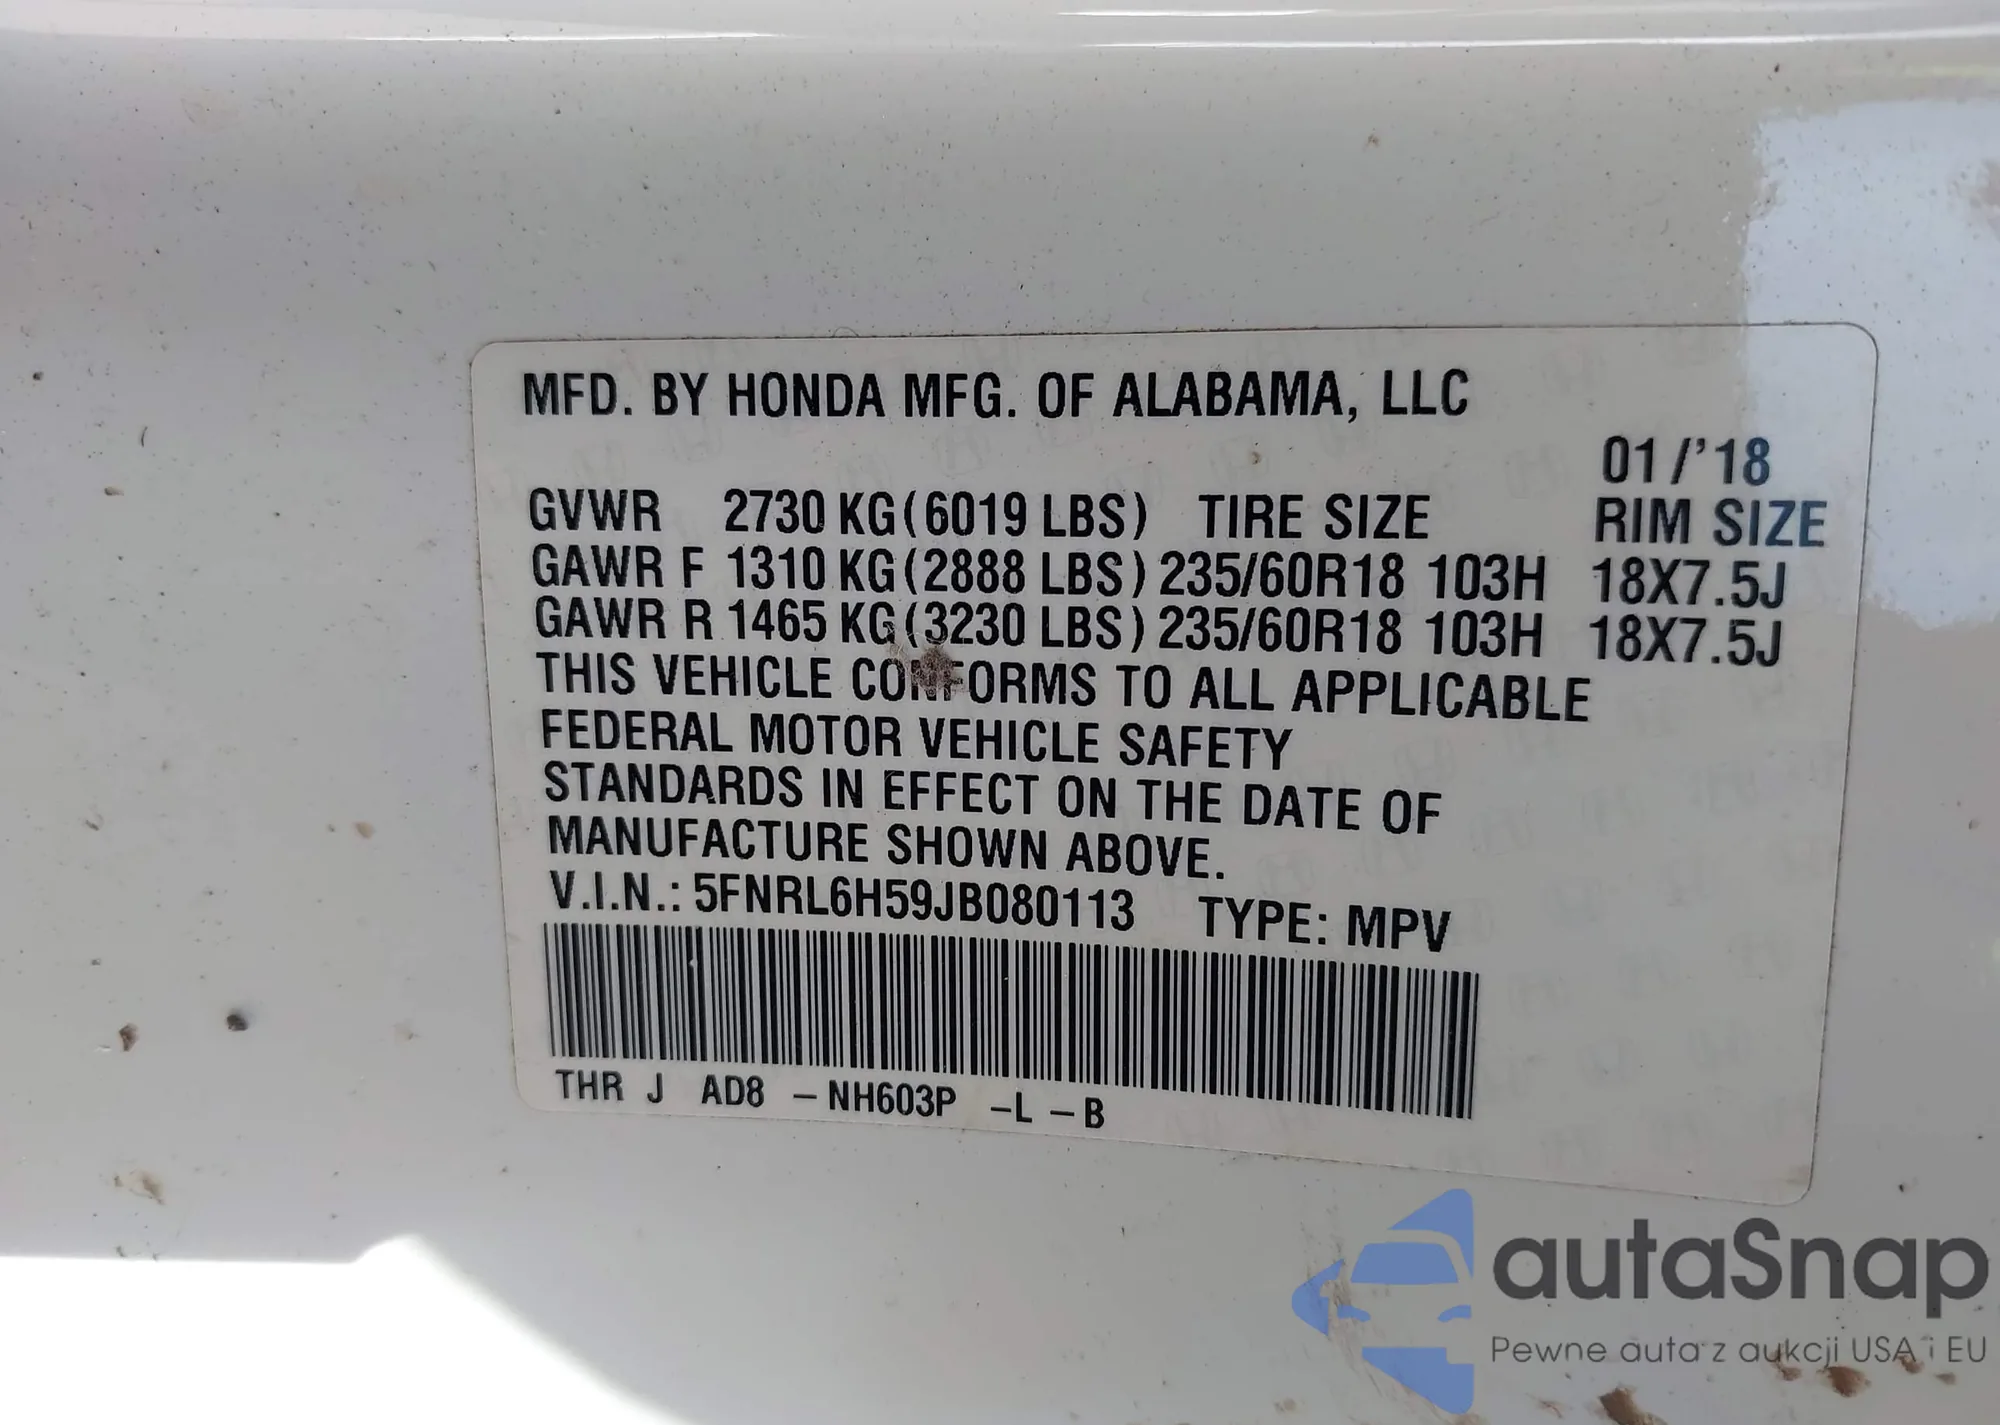 MFD. BY HONDA MFG. OF ALABAMA, LLC
01/'18
GVWR 2730 KG(6019 LBS) TIRE SIZE RIM SIZE
GAWR F 1310 KG(2888 LBS) 235/60R18 103H 18X7.5J
GAWR R 1465 KG(3230 LBS) 235/60R18 103H 18X7.5J
THIS VEHICLE CONFORMS TO ALL APPLICABLE
FEDERAL MOTOR VEHICLE SAFETY
STANDARDS IN EFFECT ON THE DATE OF
MANUFACTURE SHOWN ABOVE.
V.I.N.: 5FNRL6H59JB080113 TYPE: MPV
THR J AD8 -NH603P -L -B
autaSnap
Pewne auta z aukcji USA i EU